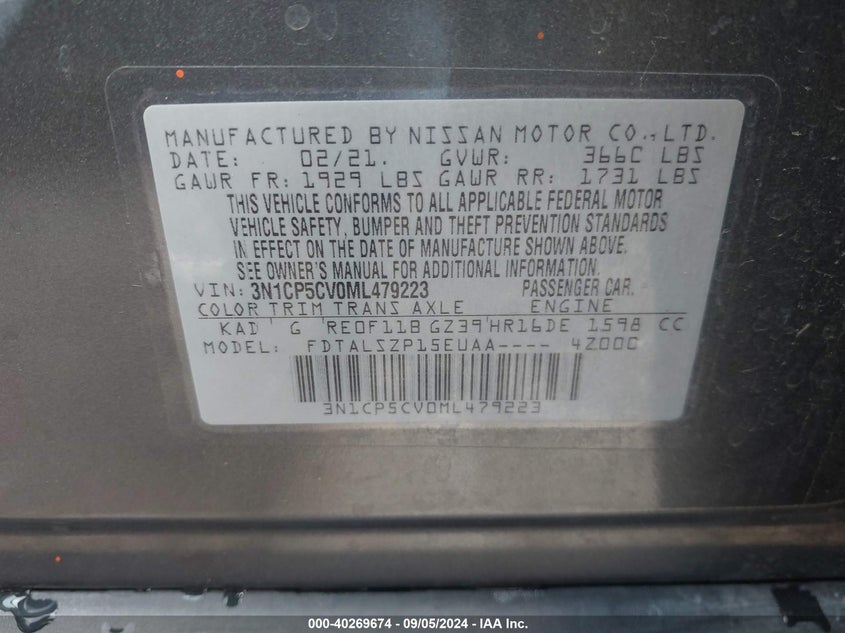 MANUFACTURED BY NISSAN MOTOR CO., LTD.
DATE: 02/21. GVWR: 3660 LBS
GAWR FR: 1929 LBS GAWR RR: 1731 LBS
THIS VEHICLE CONFORMS TO ALL APPLICABLE FEDERAL MOTOR
VEHICLE SAFETY, BUMPER AND THEFT PREVENTION STANDARDS
IN EFFECT ON THE DATE OF MANUFACTURE SHOWN ABOVE.
SEE OWNER'S MANUAL FOR ADDITIONAL INFORMATION.
VIN: 3N1CP5CV0ML479223 PASSENGER CAR.
COLOR TRIM TRANS AXLE ENGINE
KAD G RE0F11B GZ39 HR16DE 1598 CC
MODEL: FDTALSZP15EUAA---- 4Z000
3N1CP5CV0ML479223
000-40269674 - 09/05/2024 - IAA Inc.